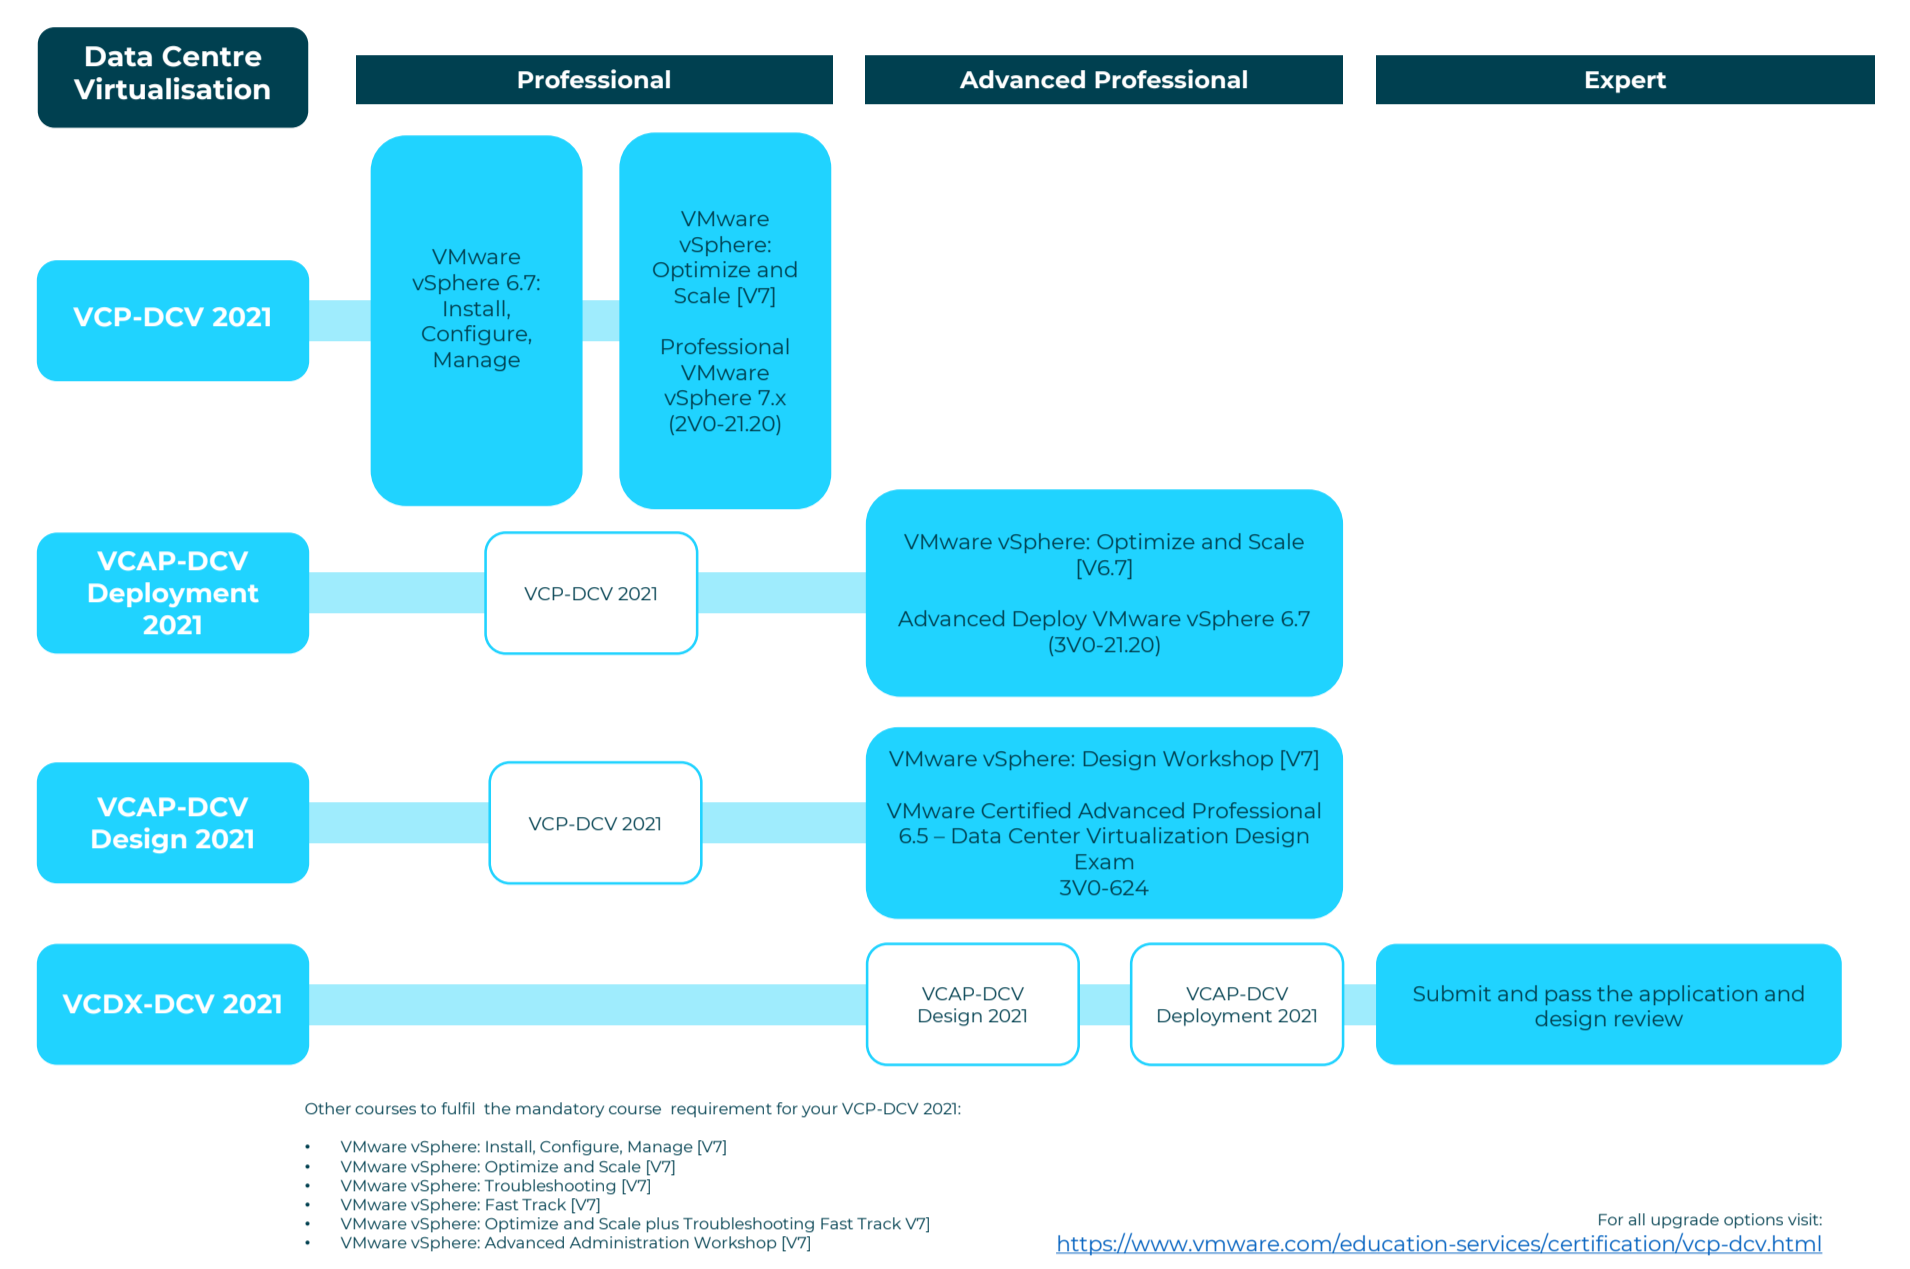 Data Centre
Virtualisation
Professional
Advanced Professional
Expert
VCP-DCV 2021
VMware
vSphere 6.7:
Install,
Configure,
Manage
VMware
vSphere:
Optimize and
Scale [V7]
Professional
VMware
vSphere 7.x
(2V0-21.20)
VCAP-DCV
Deployment
2021
VCP-DCV 2021
VMware vSphere: Optimize and Scale
[V6.7]
Advanced Deploy VMware vSphere 6.7
(3V0-21.20)
VCAP-DCV
Design 2021
VCP-DCV 2021
VMware vSphere: Design Workshop [V7]
VMware Certified Advanced Professional
6.5 – Data Center Virtualization Design
Exam
3V0-624
VCDX-DCV 2021
VCAP-DCV
Design 2021
VCAP-DCV
Deployment 2021
Submit and pass the application and
design review
Other courses to fulfil  the mandatory course  requirement for your VCP-DCV 2021:
• VMware vSphere: Install, Configure, Manage [V7]
• VMware vSphere: Optimize and Scale [V7]
• VMware vSphere: Troubleshooting [V7]
• VMware vSphere: Fast Track [V7]
• VMware vSphere: Optimize and Scale plus Troubleshooting Fast Track V7]
• VMware vSphere: Advanced Administration Workshop [V7]
For all upgrade options visit:
https://www.vmware.com/education-services/certification/vcp-dcv.html